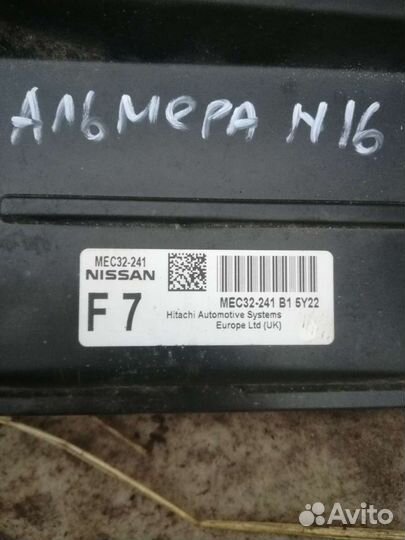 АЛЬМЕРА N16
MEC32-241
NISSAN
F 7
MEC32-241 B1 5Y22
Hitachi Automotive Systems
Europe Ltd (UK)
Avito